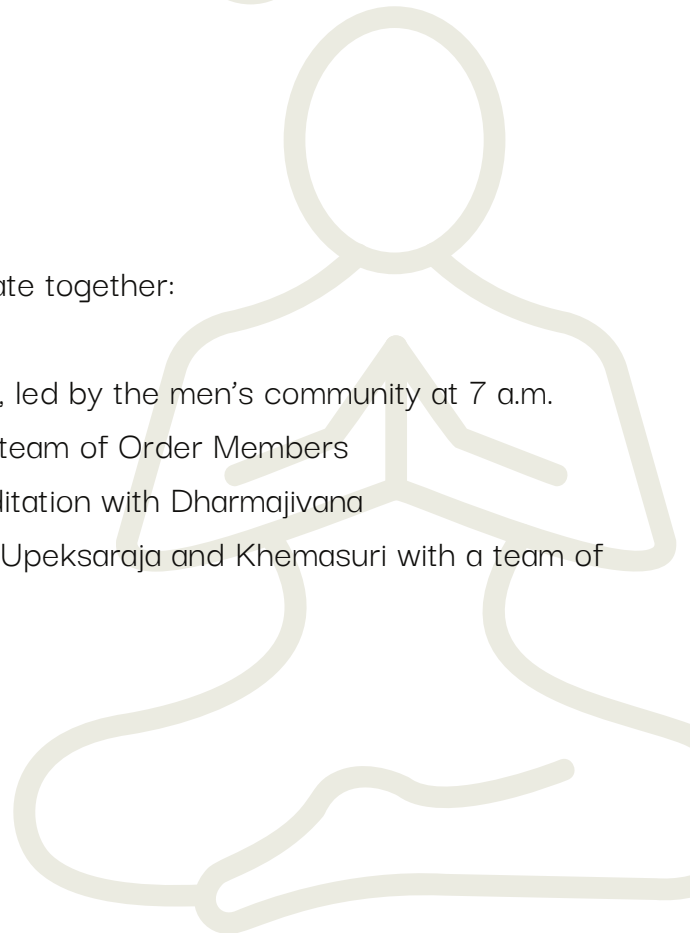 ate together:
, led by the men's community at 7 a.m.
team of Order Members
ditation with Dharmajivana
Upeksaraja and Khemasuri with a team of